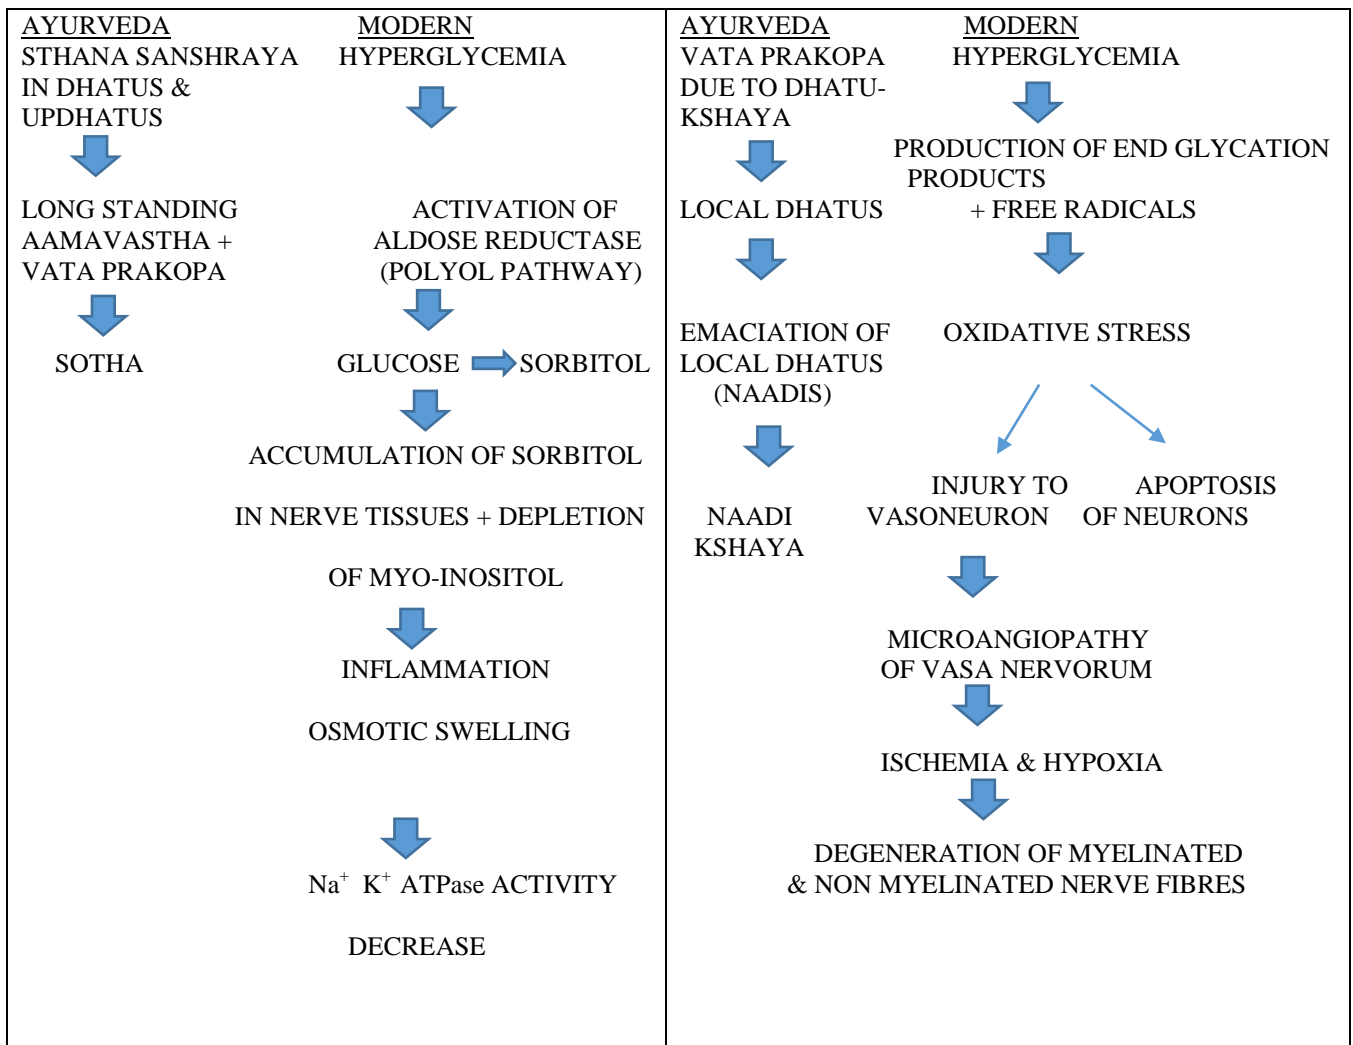 AYURVEDA
STHANA SANSHRAYA
IN DHATUS &
UPDHATUS
LONG STANDING
AAMAVASTHA +
VATA PRAKOPA
SOTHA
MODERN
HYPERGLYCEMIA
ACTIVATION OF
ALDOSE REDUCTASE
(POLYOL PATHWAY)
GLUCOSE SORBITOL
ACCUMULATION OF SORBITOL
IN NERVE TISSUES + DEPLETION
OF MYO-INOSITOL
INFLAMMATION
OSMOTIC SWELLING
Na⁺ K⁺ ATPase ACTIVITY
DECREASE
AYURVEDA
VATA PRAKOPA
DUE TO DHATU-
KSHAYA
LOCAL DHATUS
EMACIATION OF
LOCAL DHATUS
(NAADIS)
NAADI
KSHAYA
MODERN
HYPERGLYCEMIA
PRODUCTION OF END GLYCATION
PRODUCTS
+ FREE RADICALS
OXIDATIVE STRESS
INJURY TO
VASONEURON
APOPTOSIS
OF NEURONS
MICROANGIOPATHY
OF VASA NERVORUM
ISCHEMIA & HYPOXIA
DEGENERATION OF MYELINATED
& NON MYELINATED NERVE FIBRES